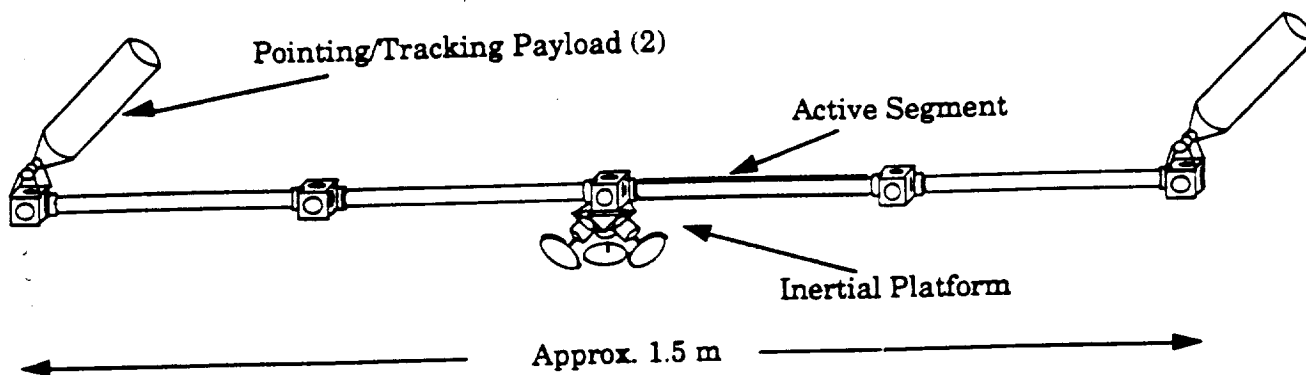 Pointing/Tracking Payload (2)
Active Segment
Inertial Platform
Approx. 1.5 m